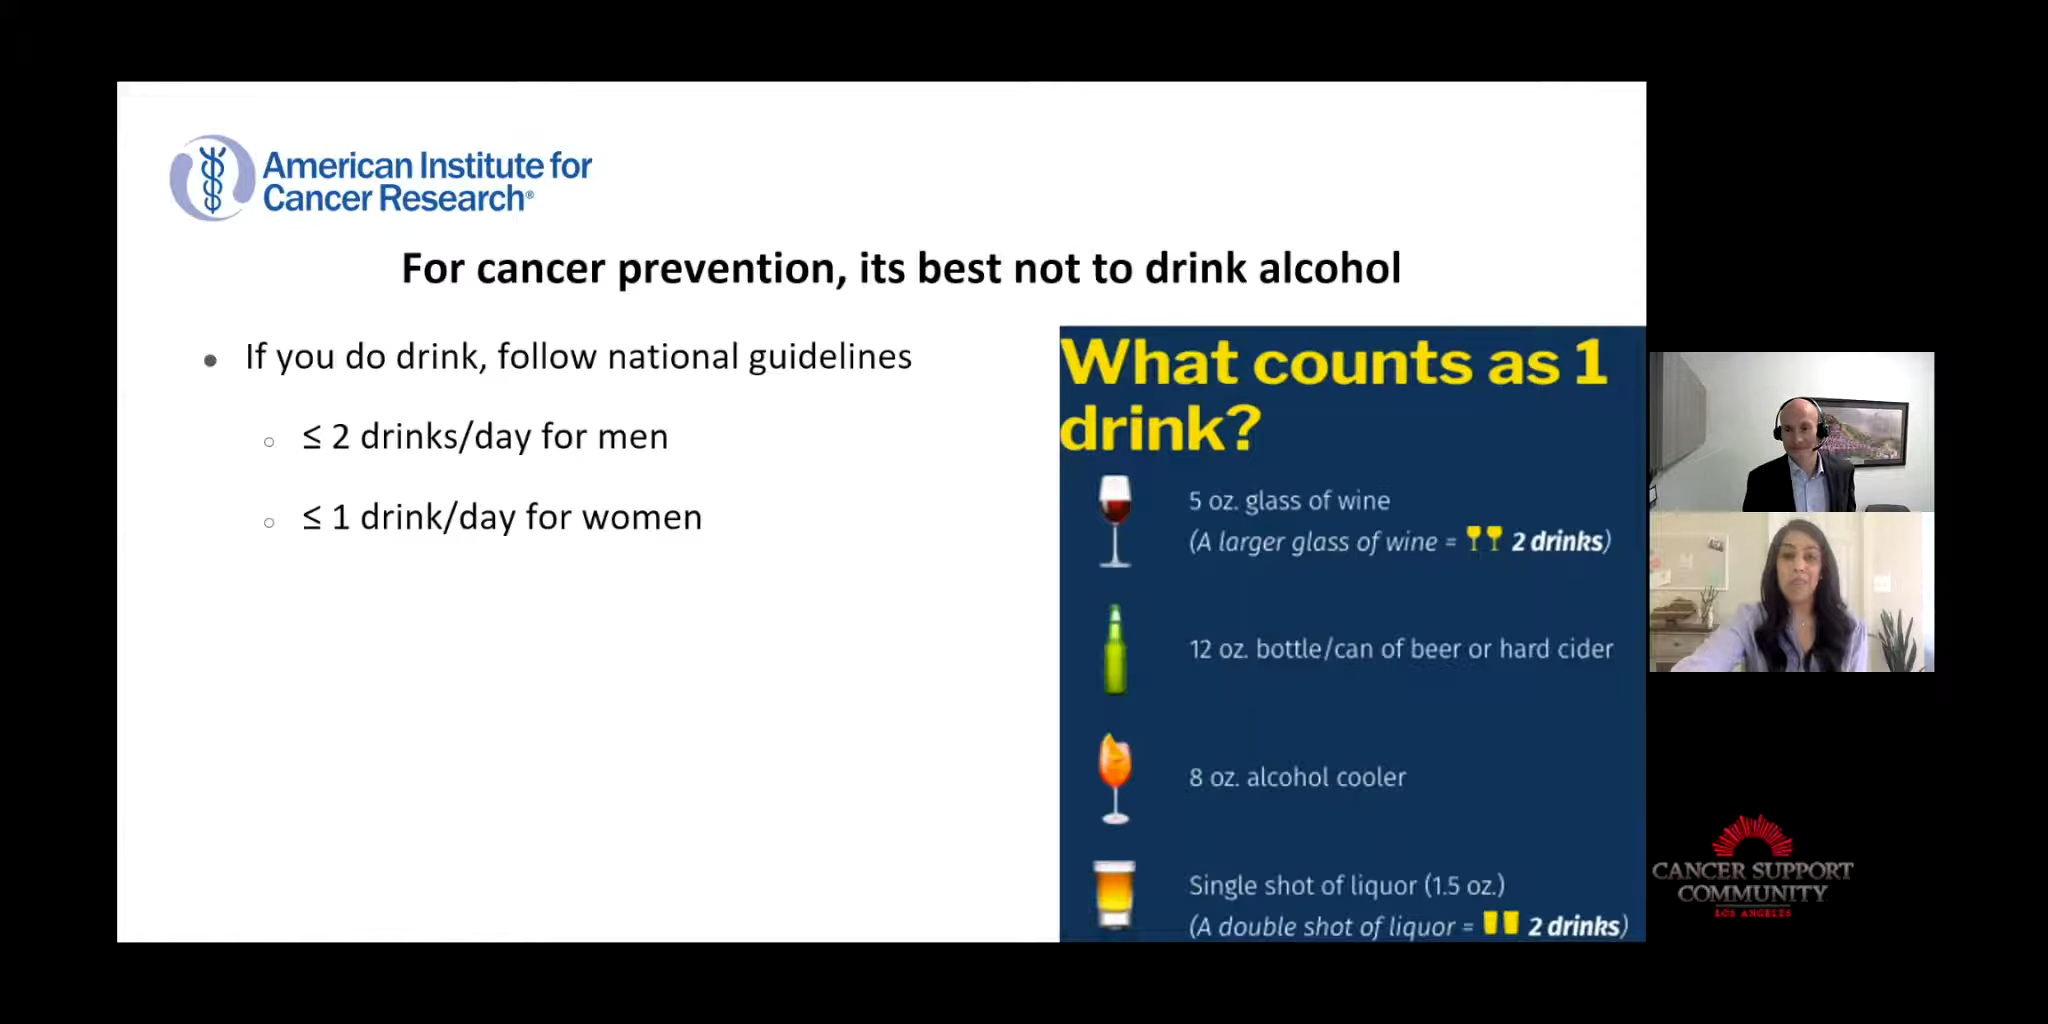 American Institute for
Cancer Research®
For cancer prevention, its best not to drink alcohol
If you do drink, follow national guidelines
≤ 2 drinks/day for men
≤ 1 drink/day for women
What counts as 1
drink?
5 oz. glass of wine
(A larger glass of wine = 2 drinks)
12 oz. bottle/can of beer or hard cider
8 oz. alcohol cooler
Single shot of liquor (1.5 oz.)
(A double shot of liquor = 2 drinks)
CANCER SUPPORT
COMMUNITY
LOS ANGELES